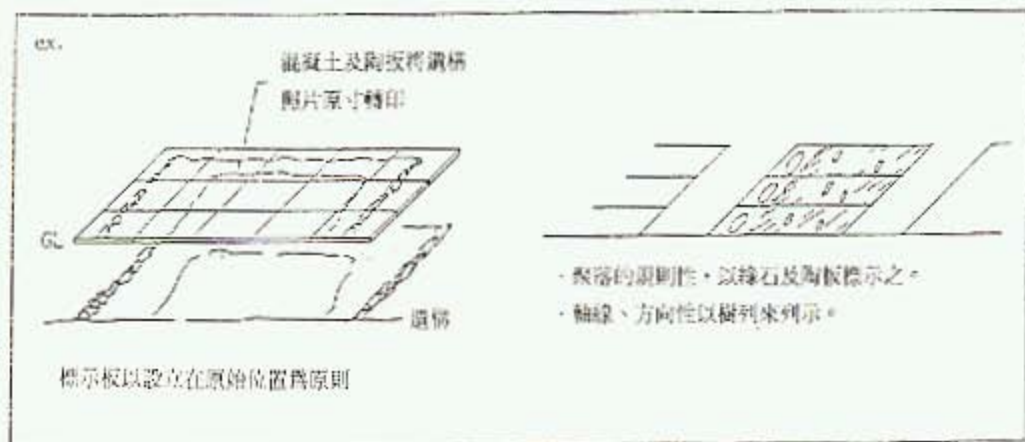 ex.
混凝土及陶板將遺構
照片原寸轉印
GL
遺構
標示板以設立在原始位置為原則
・聚落的規則性，以緣石及陶板標示之。
・軸線、方向性以樹列來列示。